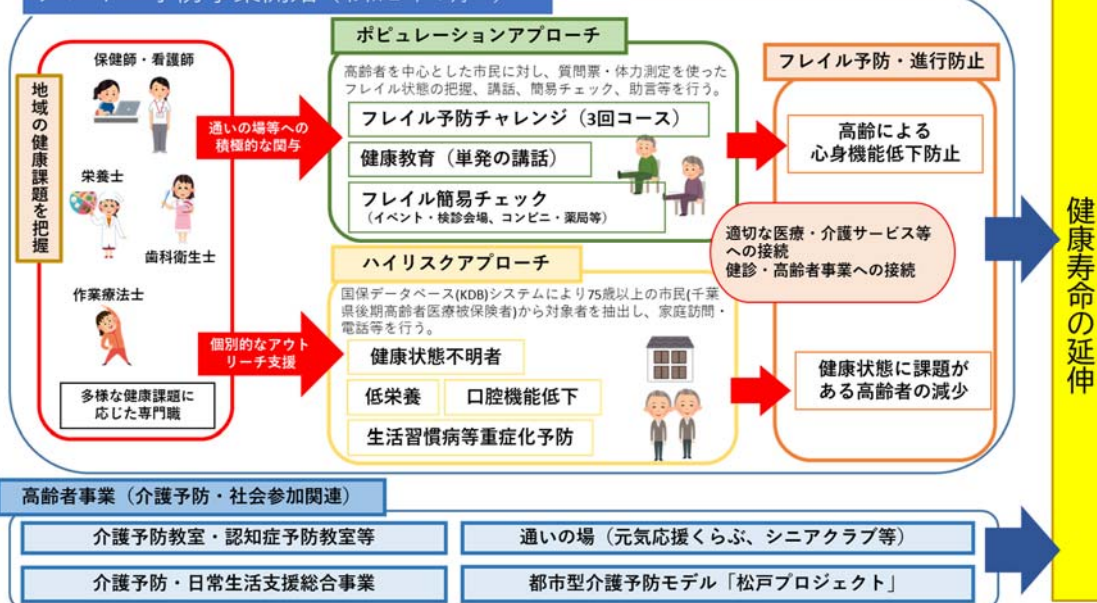 保健師・看護師
地域の健康課題を把握
栄養士
歯科衛生士
作業療法士
多様な健康課題に
応じた専門職
通いの場等への
積極的な関与
個別的なアウト
リーチ支援
ポピュレーションアプローチ
高齢者を中心とした市民に対し、質問票・体力測定を使った
フレイル状態の把握、講話、簡易チェック、助言等を行う。
フレイル予防チャレンジ（3回コース）
健康教育（単発の講話）
フレイル簡易チェック
（イベント・検診会場、コンビニ・薬局等）
ハイリスクアプローチ
国保データベース(KDB)システムにより75歳以上の市民(千葉
県後期高齢者医療被保険者)から対象者を抽出し、家庭訪問・
電話等を行う。
健康状態不明者
低栄養
口腔機能低下
生活習慣病等重症化予防
フレイル予防・進行防止
高齢による
心身機能低下防止
適切な医療・介護サービス等
への接続
健診・高齢者事業への接続
健康状態に課題が
ある高齢者の減少
健康寿命の延伸
高齢者事業（介護予防・社会参加関連）
介護予防教室・認知症予防教室等
通いの場（元気応援くらぶ、シニアクラブ等）
介護予防・日常生活支援総合事業
都市型介護予防モデル「松戸プロジェクト」